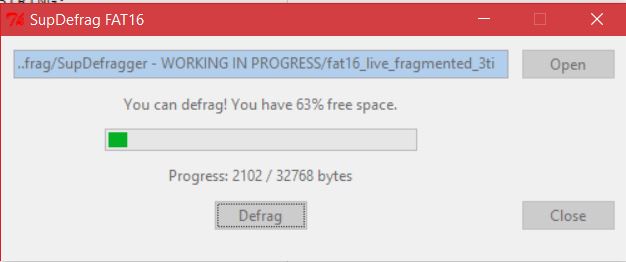 SupDefrag FAT16
..frag/SupDefragger - WORKING IN PROGRESS/fat16_live_fragmented_3ti
Open
You can defrag! You have 63% free space.
Progress: 2102 / 32768 bytes
Defrag
Close